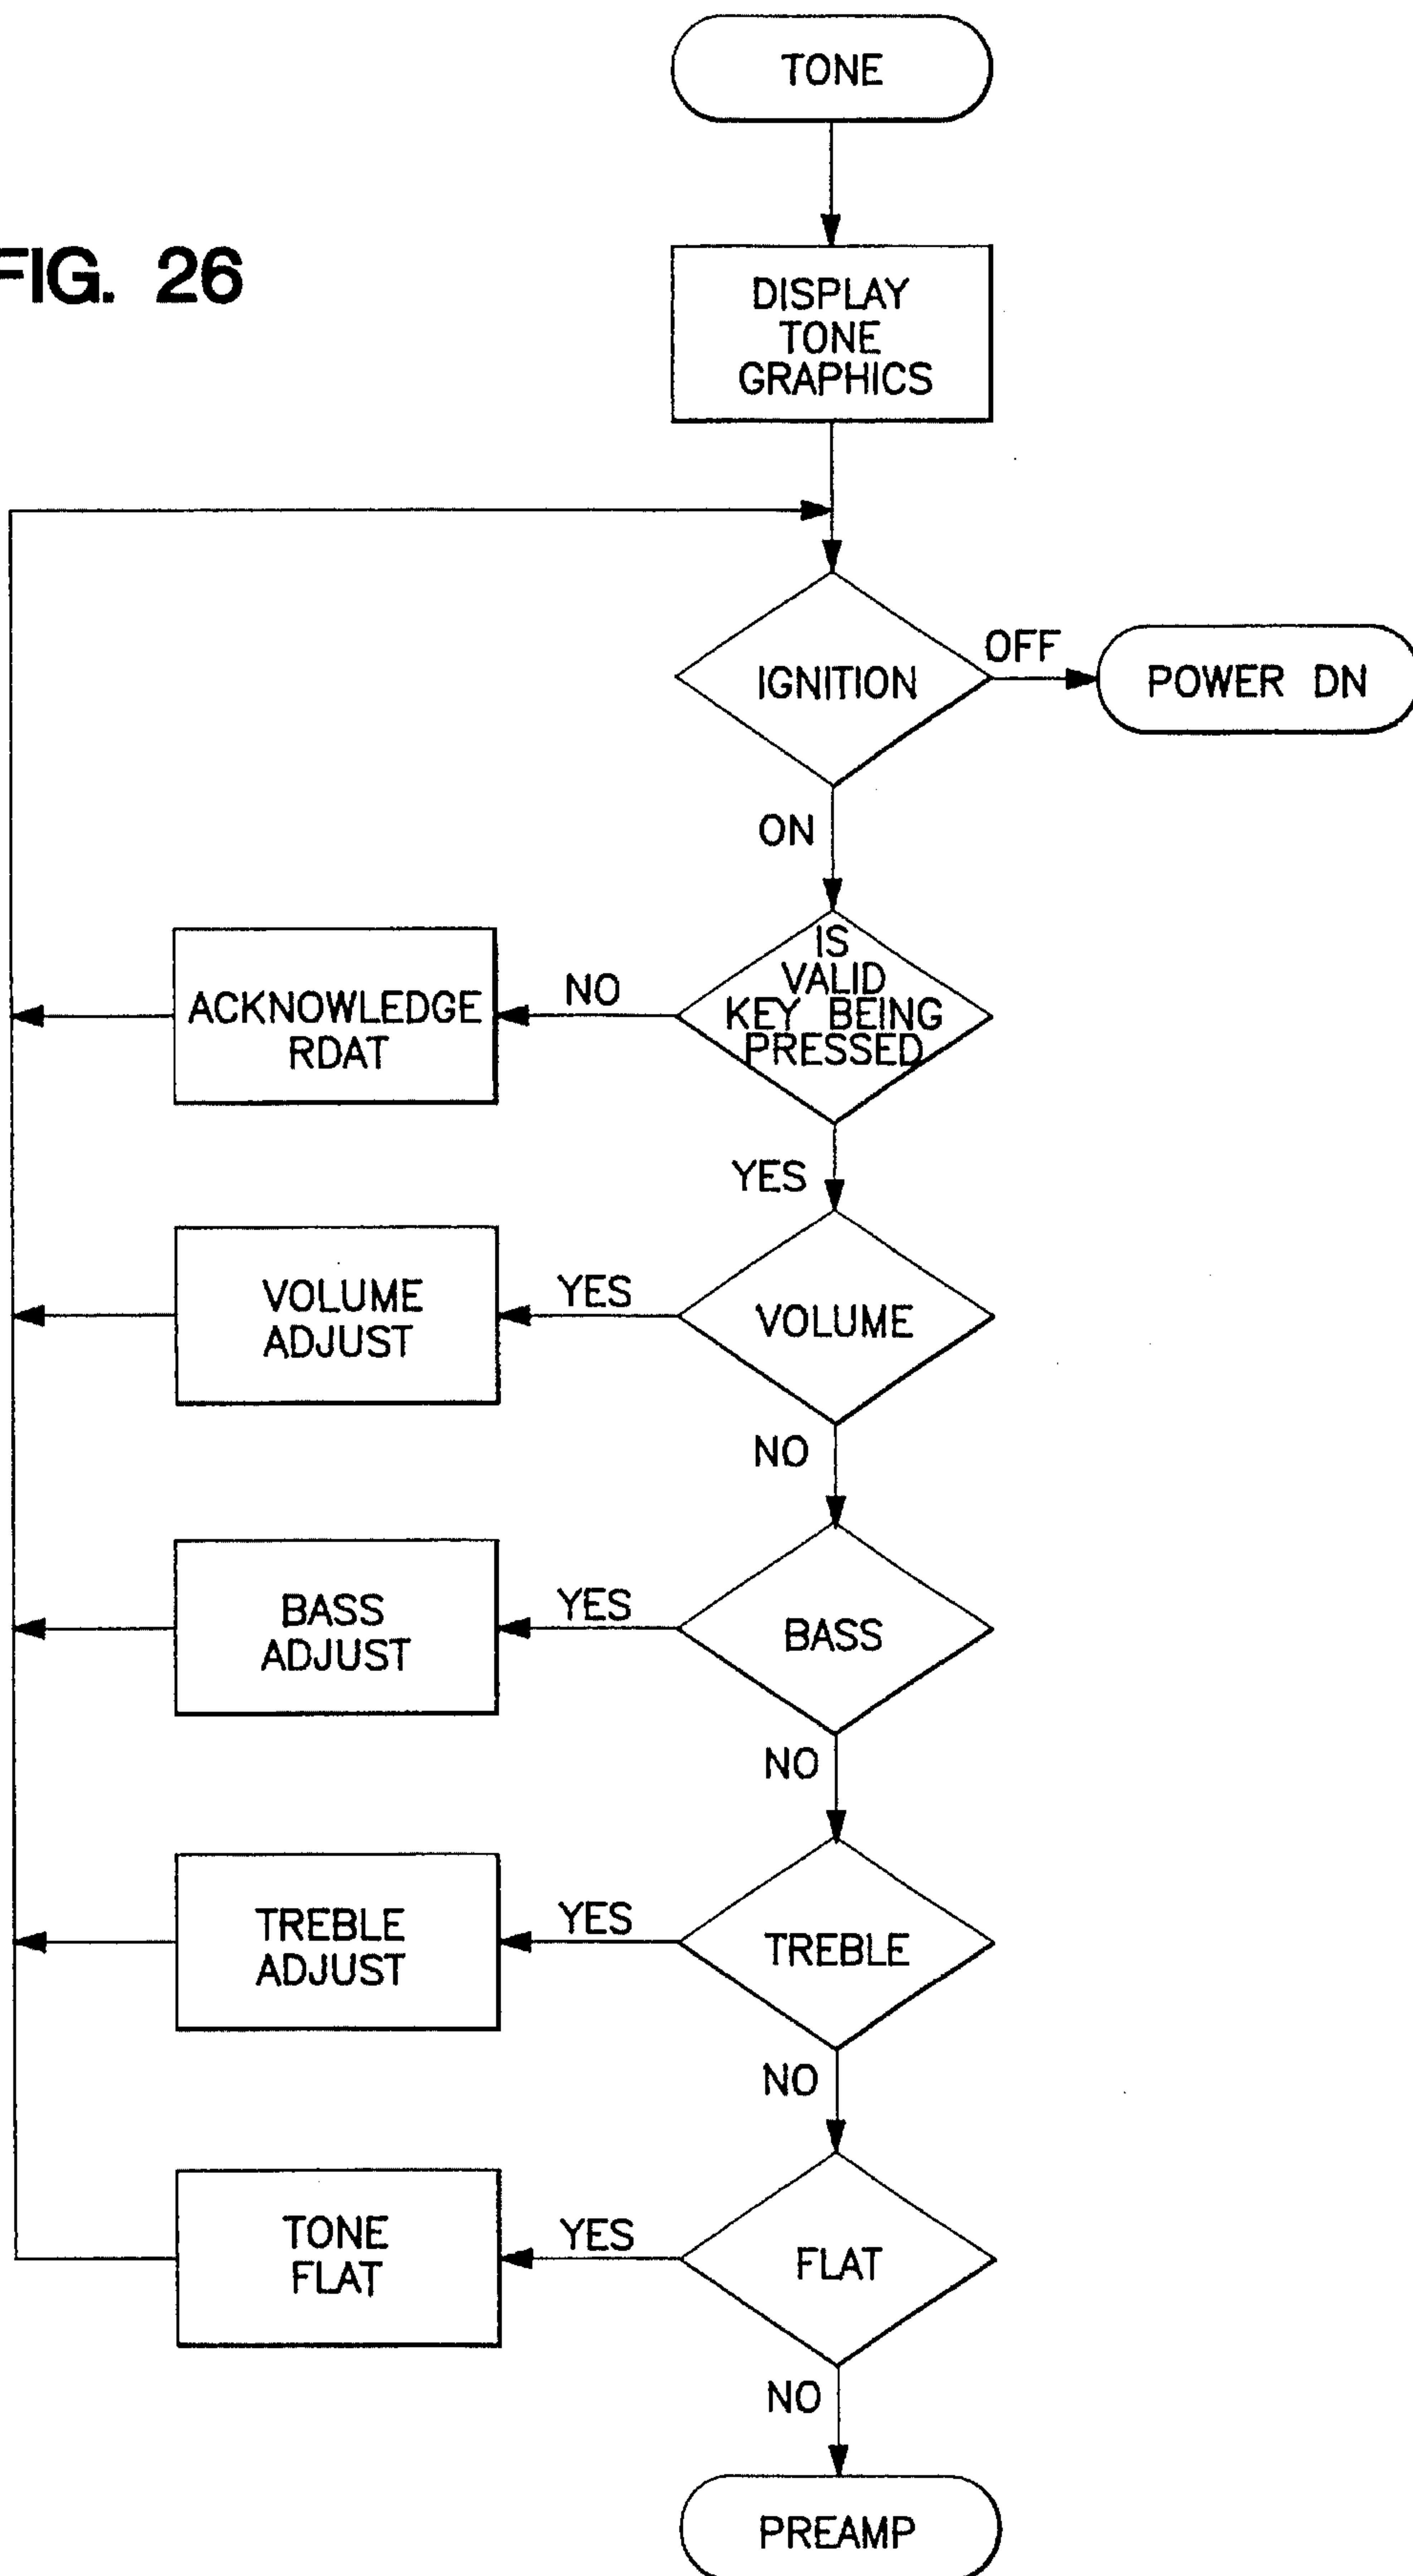 TONE
FIG. 26
DISPLAY
TONE
GRAPHICS
IGNITION
OFF
POWER DN
ON
IS
VALID
KEY BEING
PRESSED
NO
ACKNOWLEDGE
RDAT
YES
VOLUME
YES
VOLUME
ADJUST
NO
BASS
YES
BASS
ADJUST
NO
TREBLE
YES
TREBLE
ADJUST
NO
FLAT
YES
TONE
FLAT
NO
PREAMP